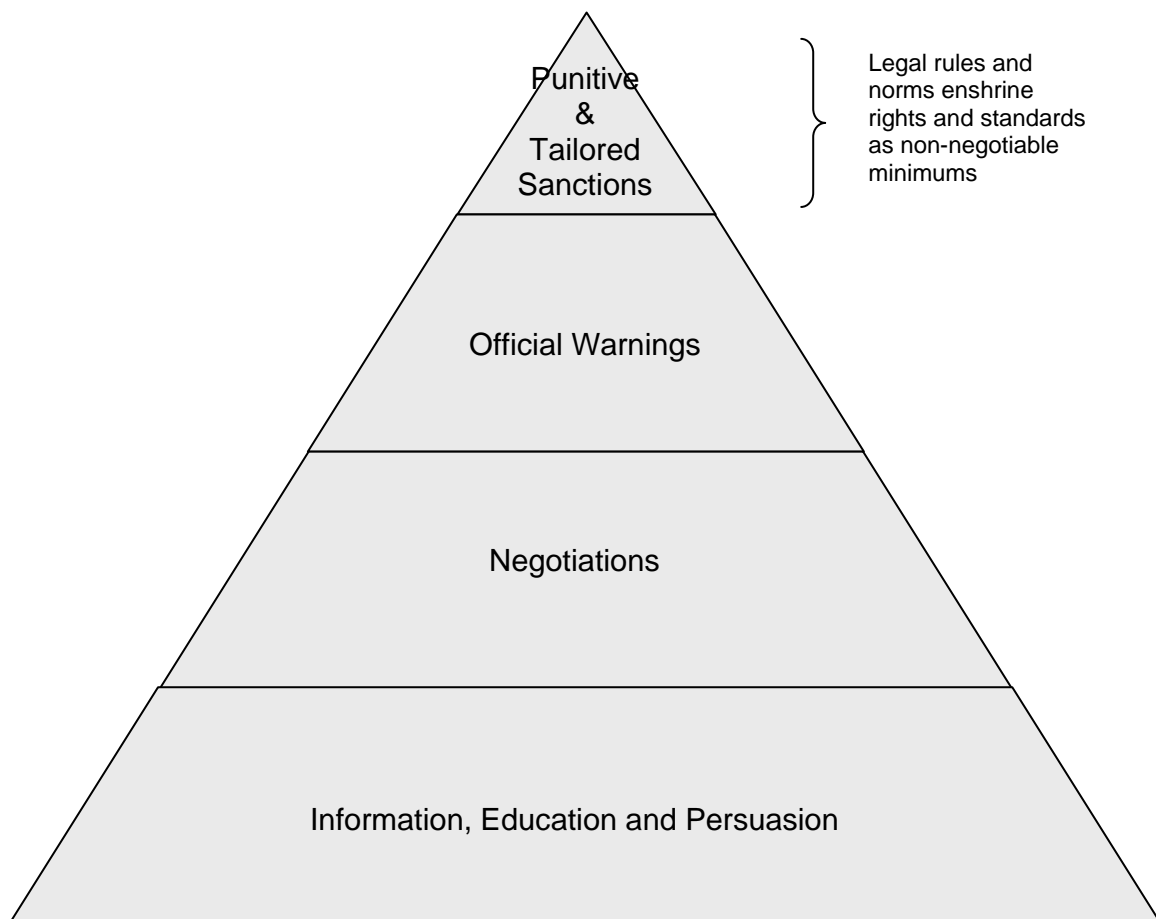 Punitive
&
Tailored
Sanctions
Legal rules and
norms enshrine
rights and standards
as non-negotiable
minimums
Official Warnings
Negotiations
Information, Education and Persuasion